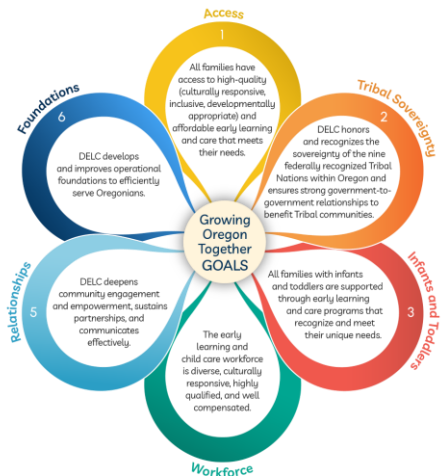 Growing
Oregon
Together
GOALS
Access
1
All families have
access to high-quality
(culturally responsive,
inclusive, developmentally
appropriate) and
affordable early learning
and care that meets
their needs.
Tribal Sovereignty
2
DELC honors
and recognizes the
sovereignty of the nine
federally recognized Tribal
Nations within Oregon and
ensures strong government-to-
government relationships to
benefit Tribal communities.
Infants and Toddlers
3
All families with infants
and toddlers are supported
through early learning
and care programs that
recognize and meet
their unique needs.
Workforce
The early
learning and
child care workforce
is diverse, culturally
responsive, highly
qualified, and well
compensated.
Relationships
5
DELC deepens
community engagement
and empowerment, sustains
partnerships, and
communicates
effectively.
Foundations
6
DELC develops
and improves operational
foundations to efficiently
serve Oregonians.